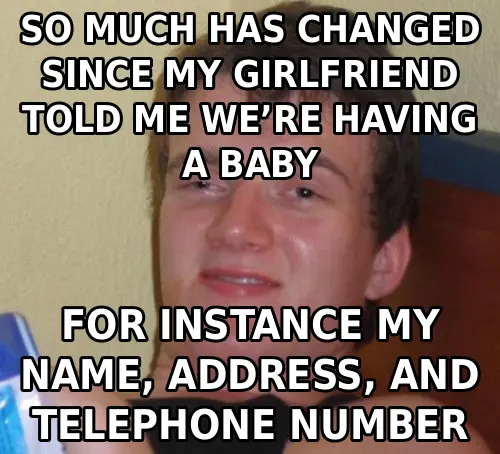 SO MUCH HAS CHANGED
SINCE MY GIRLFRIEND
TOLD ME WE’RE HAVING
A BABY
FOR INSTANCE MY
NAME, ADDRESS, AND
TELEPHONE NUMBER